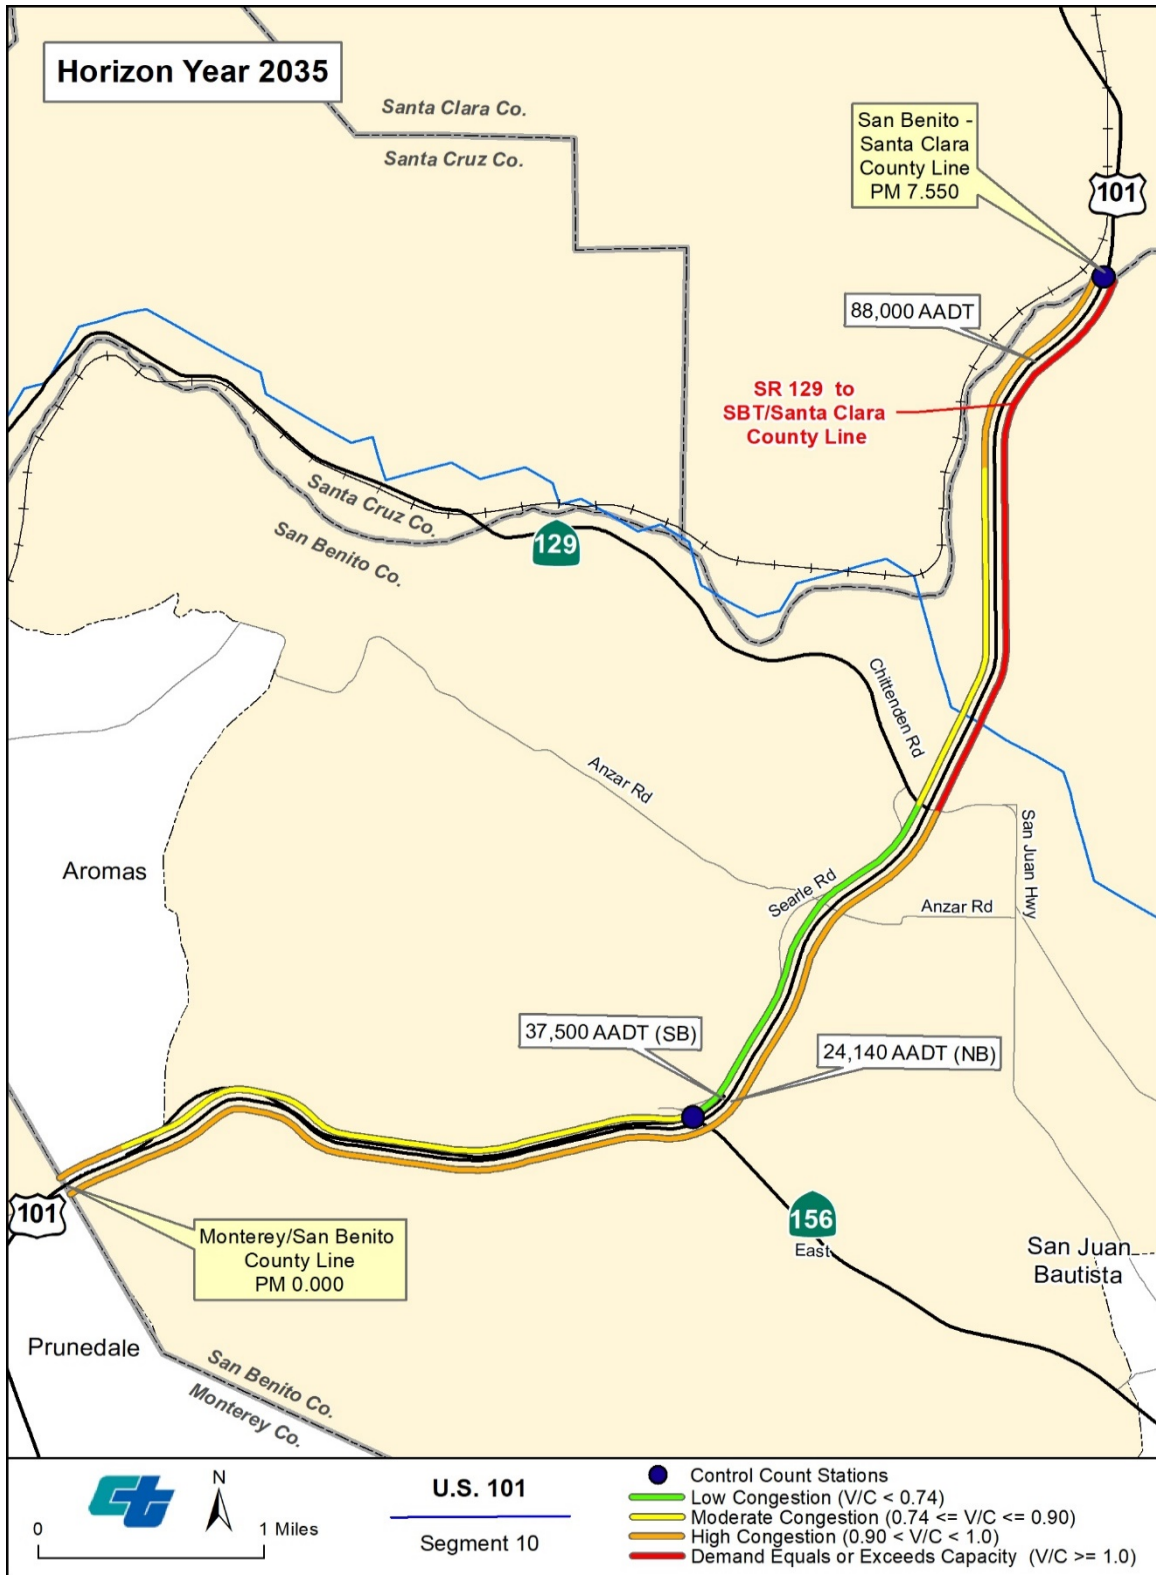 Horizon Year 2035
Santa Clara Co.
Santa Cruz Co.
San Benito -
Santa Clara
County Line
PM 7.550
101
88,000 AADT
SR 129 to
SBT/Santa Clara
County Line
Santa Cruz Co.
San Benito Co.
129
Chittenden Rd
Anzar Rd
San Juan Hwy
Aromas
Searle Rd
Anzar Rd
37,500 AADT (SB)
24,140 AADT (NB)
101
Monterey/San Benito
County Line
PM 0.000
156
East
San Juan
Bautista
Prunedale
San Benito Co.
Monterey Co.
ct
N
0 1 Miles
U.S. 101
Segment 10
Control Count Stations
Low Congestion (V/C < 0.74)
Moderate Congestion (0.74 <= V/C <= 0.90)
High Congestion (0.90 < V/C < 1.0)
Demand Equals or Exceeds Capacity (V/C >= 1.0)